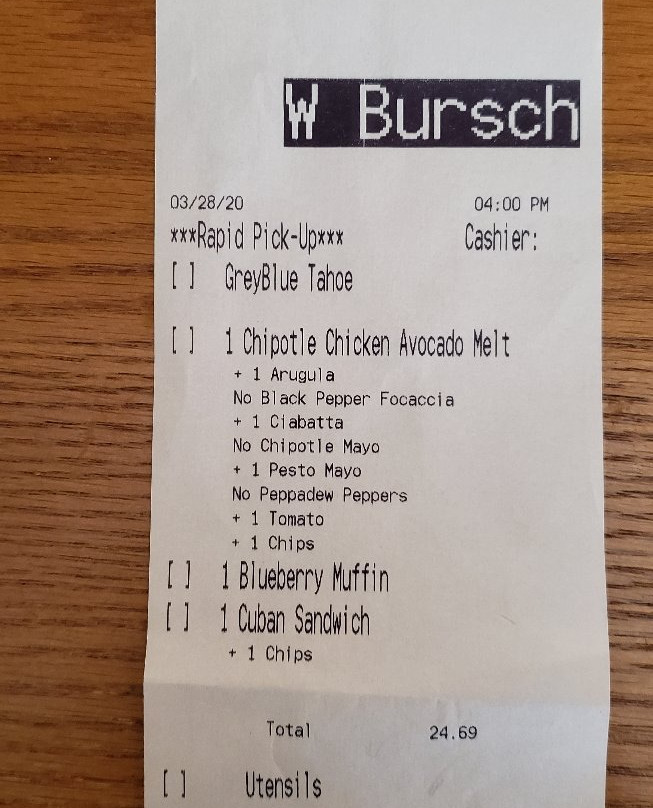 W Bursch
03/28/20 04:00 PM
***Rapid Pick-Up*** Cashier:
[ ] GreyBlue Tahoe
[ ] 1 Chipotle Chicken Avocado Melt
+ 1 Arugula
No Black Pepper Focaccia
+ 1 Ciabatta
No Chipotle Mayo
+ 1 Pesto Mayo
No Peppadew Peppers
+ 1 Tomato
+ 1 Chips
[ ] 1 Blueberry Muffin
[ ] 1 Cuban Sandwich
+ 1 Chips
Total 24.69
[ ] Utensils